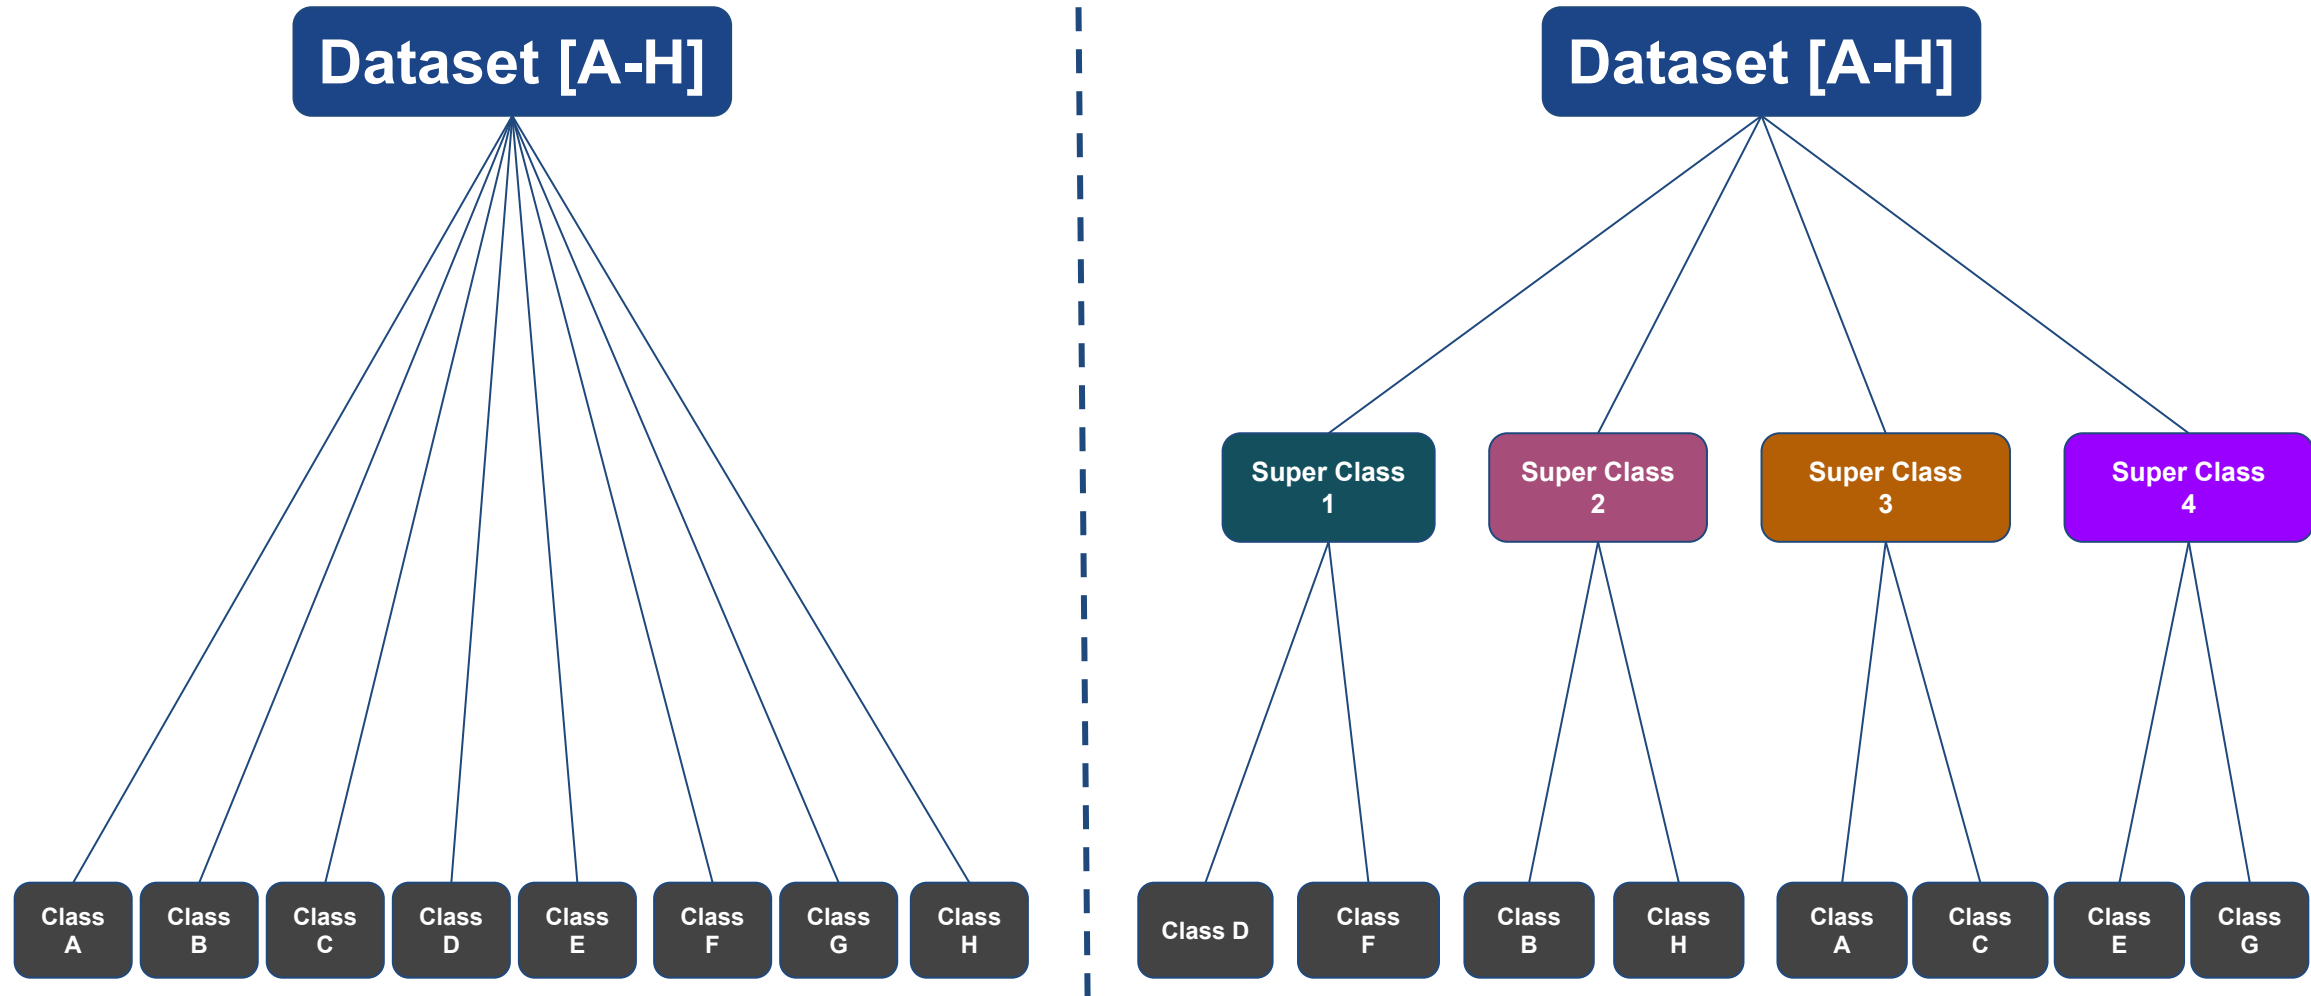 Dataset [A-H]
Class
A
Class
B
Class
C
Class
D
Class
E
Class
F
Class
G
Class
H
Dataset [A-H]
Super Class
1
Super Class
2
Super Class
3
Super Class
4
Class D
Class
F
Class
B
Class
H
Class
A
Class
C
Class
E
Class
G